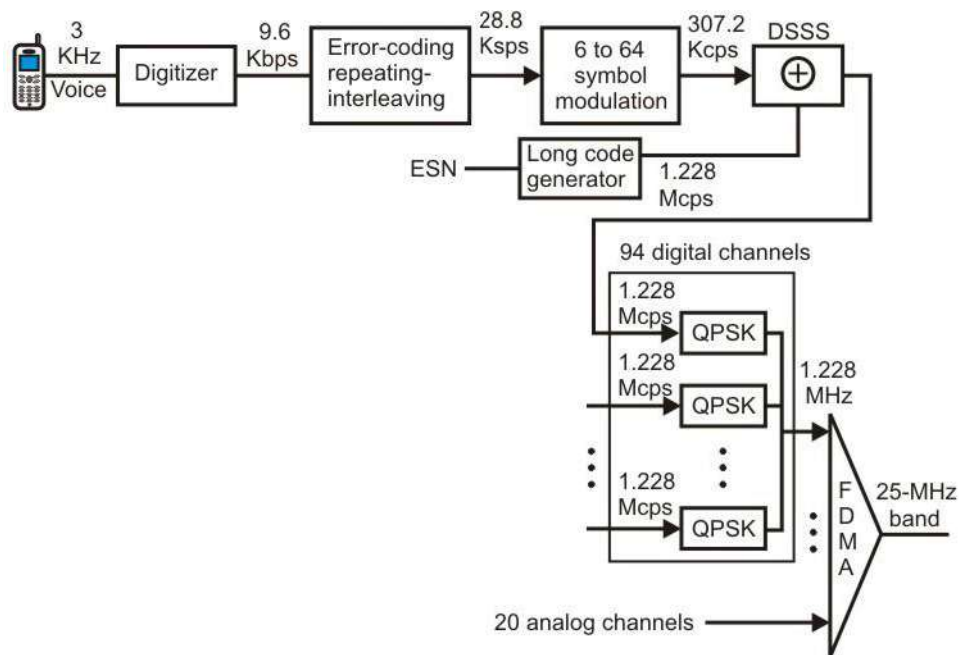 3
KHz
Voice
Digitizer
9.6
Kbps
Error-coding
repeating-
interleaving
28.8
Ksps
6 to 64
symbol
modulation
307.2
Kcps
DSSS
ESN
Long code
generator
1.228
Mcps
94 digital channels
1.228
Mcps
QPSK
1.228
Mcps
QPSK
1.228
Mcps
QPSK
1.228
MHz
F
D
M
A
25-MHz
band
20 analog channels